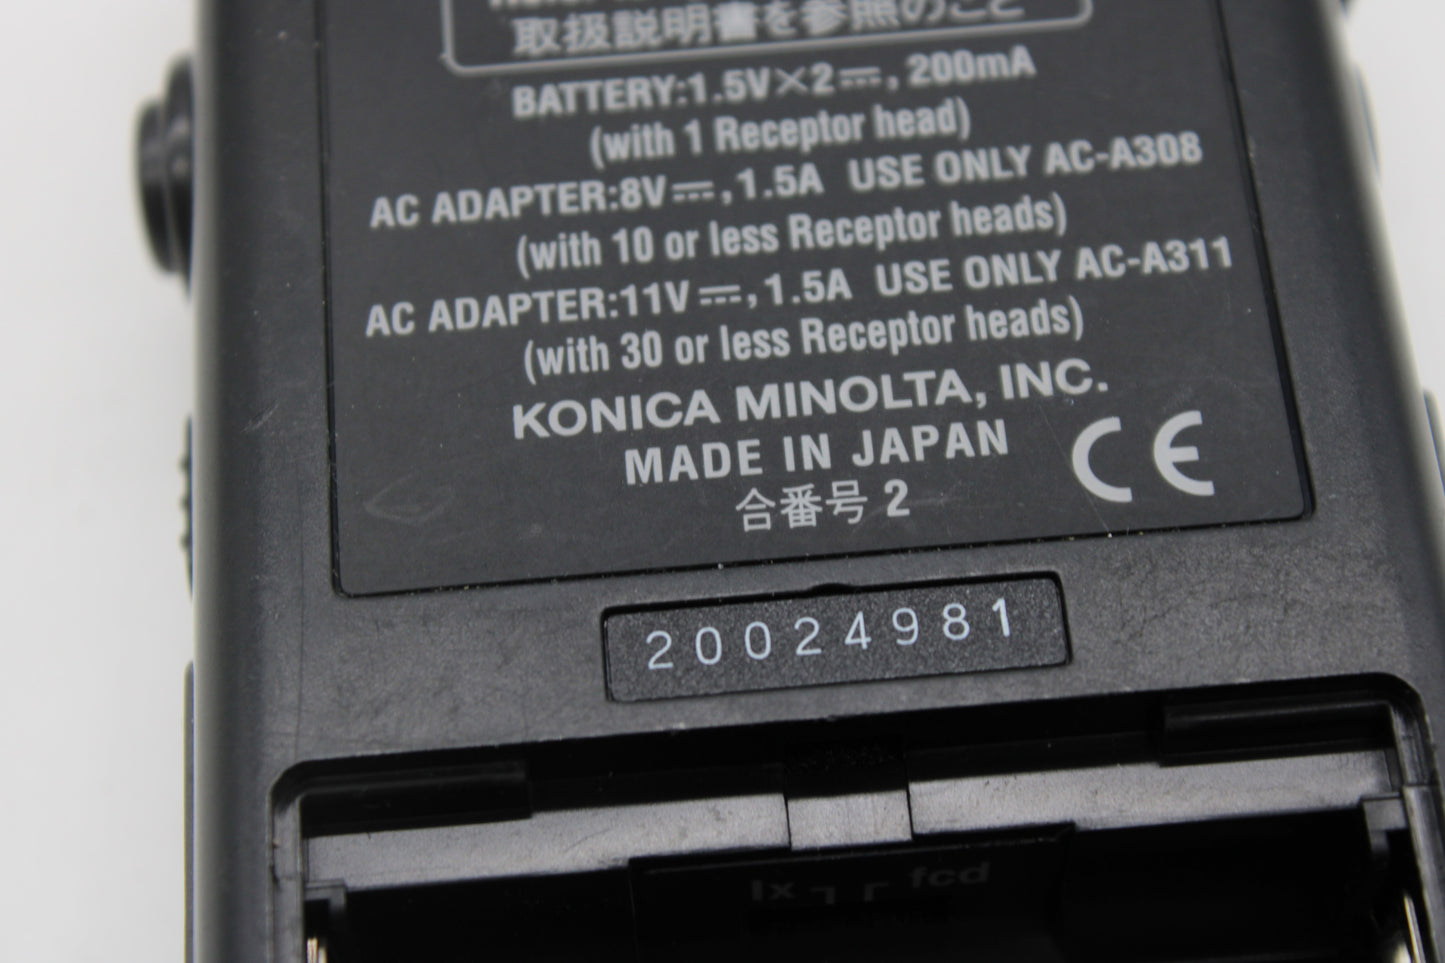 取扱説明書を参照のこと
BATTERY:1.5V×2⎓, 200mA
(with 1 Receptor head)
AC ADAPTER:8V⎓, 1.5A USE ONLY AC-A308
(with 10 or less Receptor heads)
AC ADAPTER:11V⎓, 1.5A USE ONLY AC-A311
(with 30 or less Receptor heads)
KONICA MINOLTA, INC.
MADE IN JAPAN
合番号 2
CE
20024981
lx fcd